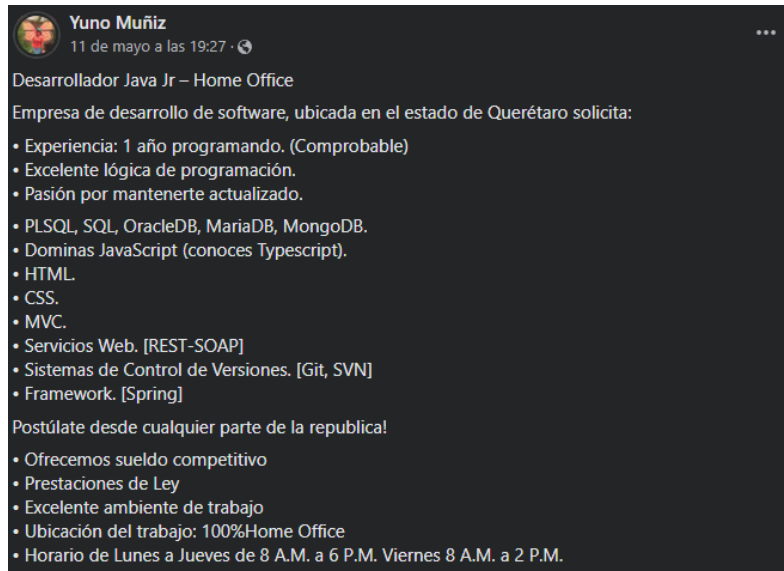 Yuno Muñiz
11 de mayo a las 19:27 ·
Desarrollador Java Jr – Home Office
Empresa de desarrollo de software, ubicada en el estado de Querétaro solicita:
• Experiencia: 1 año programando. (Comprobable)
• Excelente lógica de programación.
• Pasión por mantenerte actualizado.
• PLSQL, SQL, OracleDB, MariaDB, MongoDB.
• Dominas JavaScript (conoces Typescript).
• HTML.
• CSS.
• MVC.
• Servicios Web. [REST-SOAP]
• Sistemas de Control de Versiones. [Git, SVN]
• Framework. [Spring]
Postúlate desde cualquier parte de la republica!
• Ofrecemos sueldo competitivo
• Prestaciones de Ley
• Excelente ambiente de trabajo
• Ubicación del trabajo: 100%Home Office
• Horario de Lunes a Jueves de 8 A.M. a 6 P.M. Viernes 8 A.M. a 2 P.M.